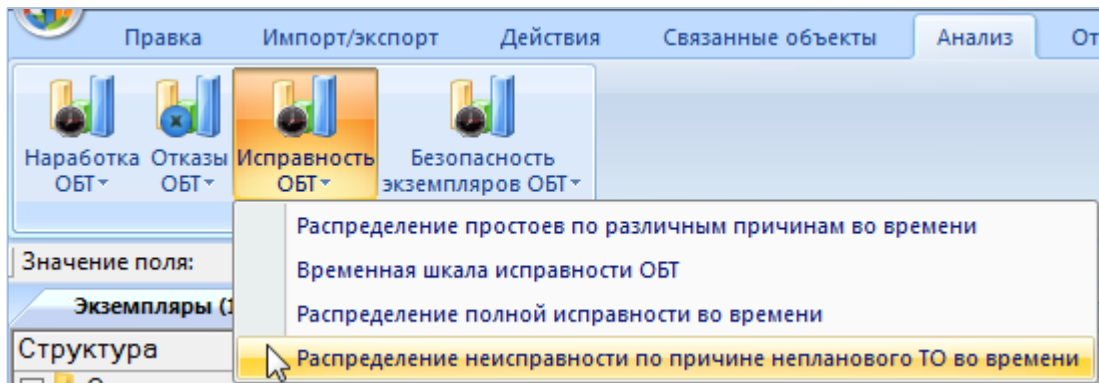 Правка Импорт/экспорт Действия Связанные объекты Анализ От
Наработка ОБТ
Отказы ОБТ
Исправность ОБТ
Безопасность экземпляров ОБТ
Распределение простоев по различным причинам во времени
Значение поля:
Временная шкала исправности ОБТ
Экземпляры (1
Распределение полной исправности во времени
Структура
Распределение неисправности по причине непланового ТО во времени